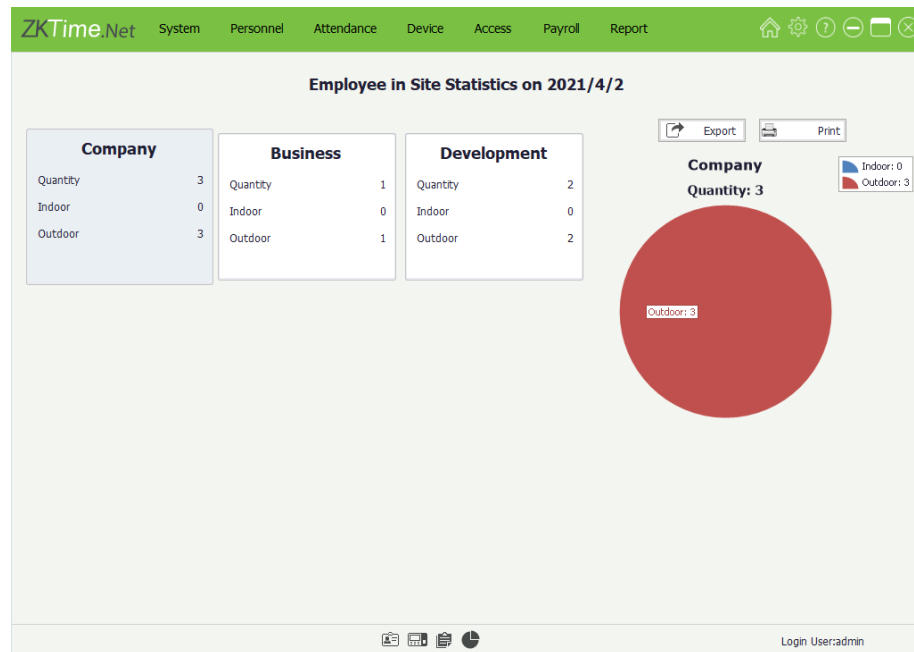 ZKTime.Net System Personnel Attendance Device Access Payroll Report
Employee in Site Statistics on 2021/4/2
Export Print
Company
Quantity 3
Indoor 0
Outdoor 3
Business
Quantity 1
Indoor 0
Outdoor 1
Development
Quantity 2
Indoor 0
Outdoor 2
Company
Quantity: 3
Indoor: 0
Outdoor: 3
Outdoor: 3
Login User:admin